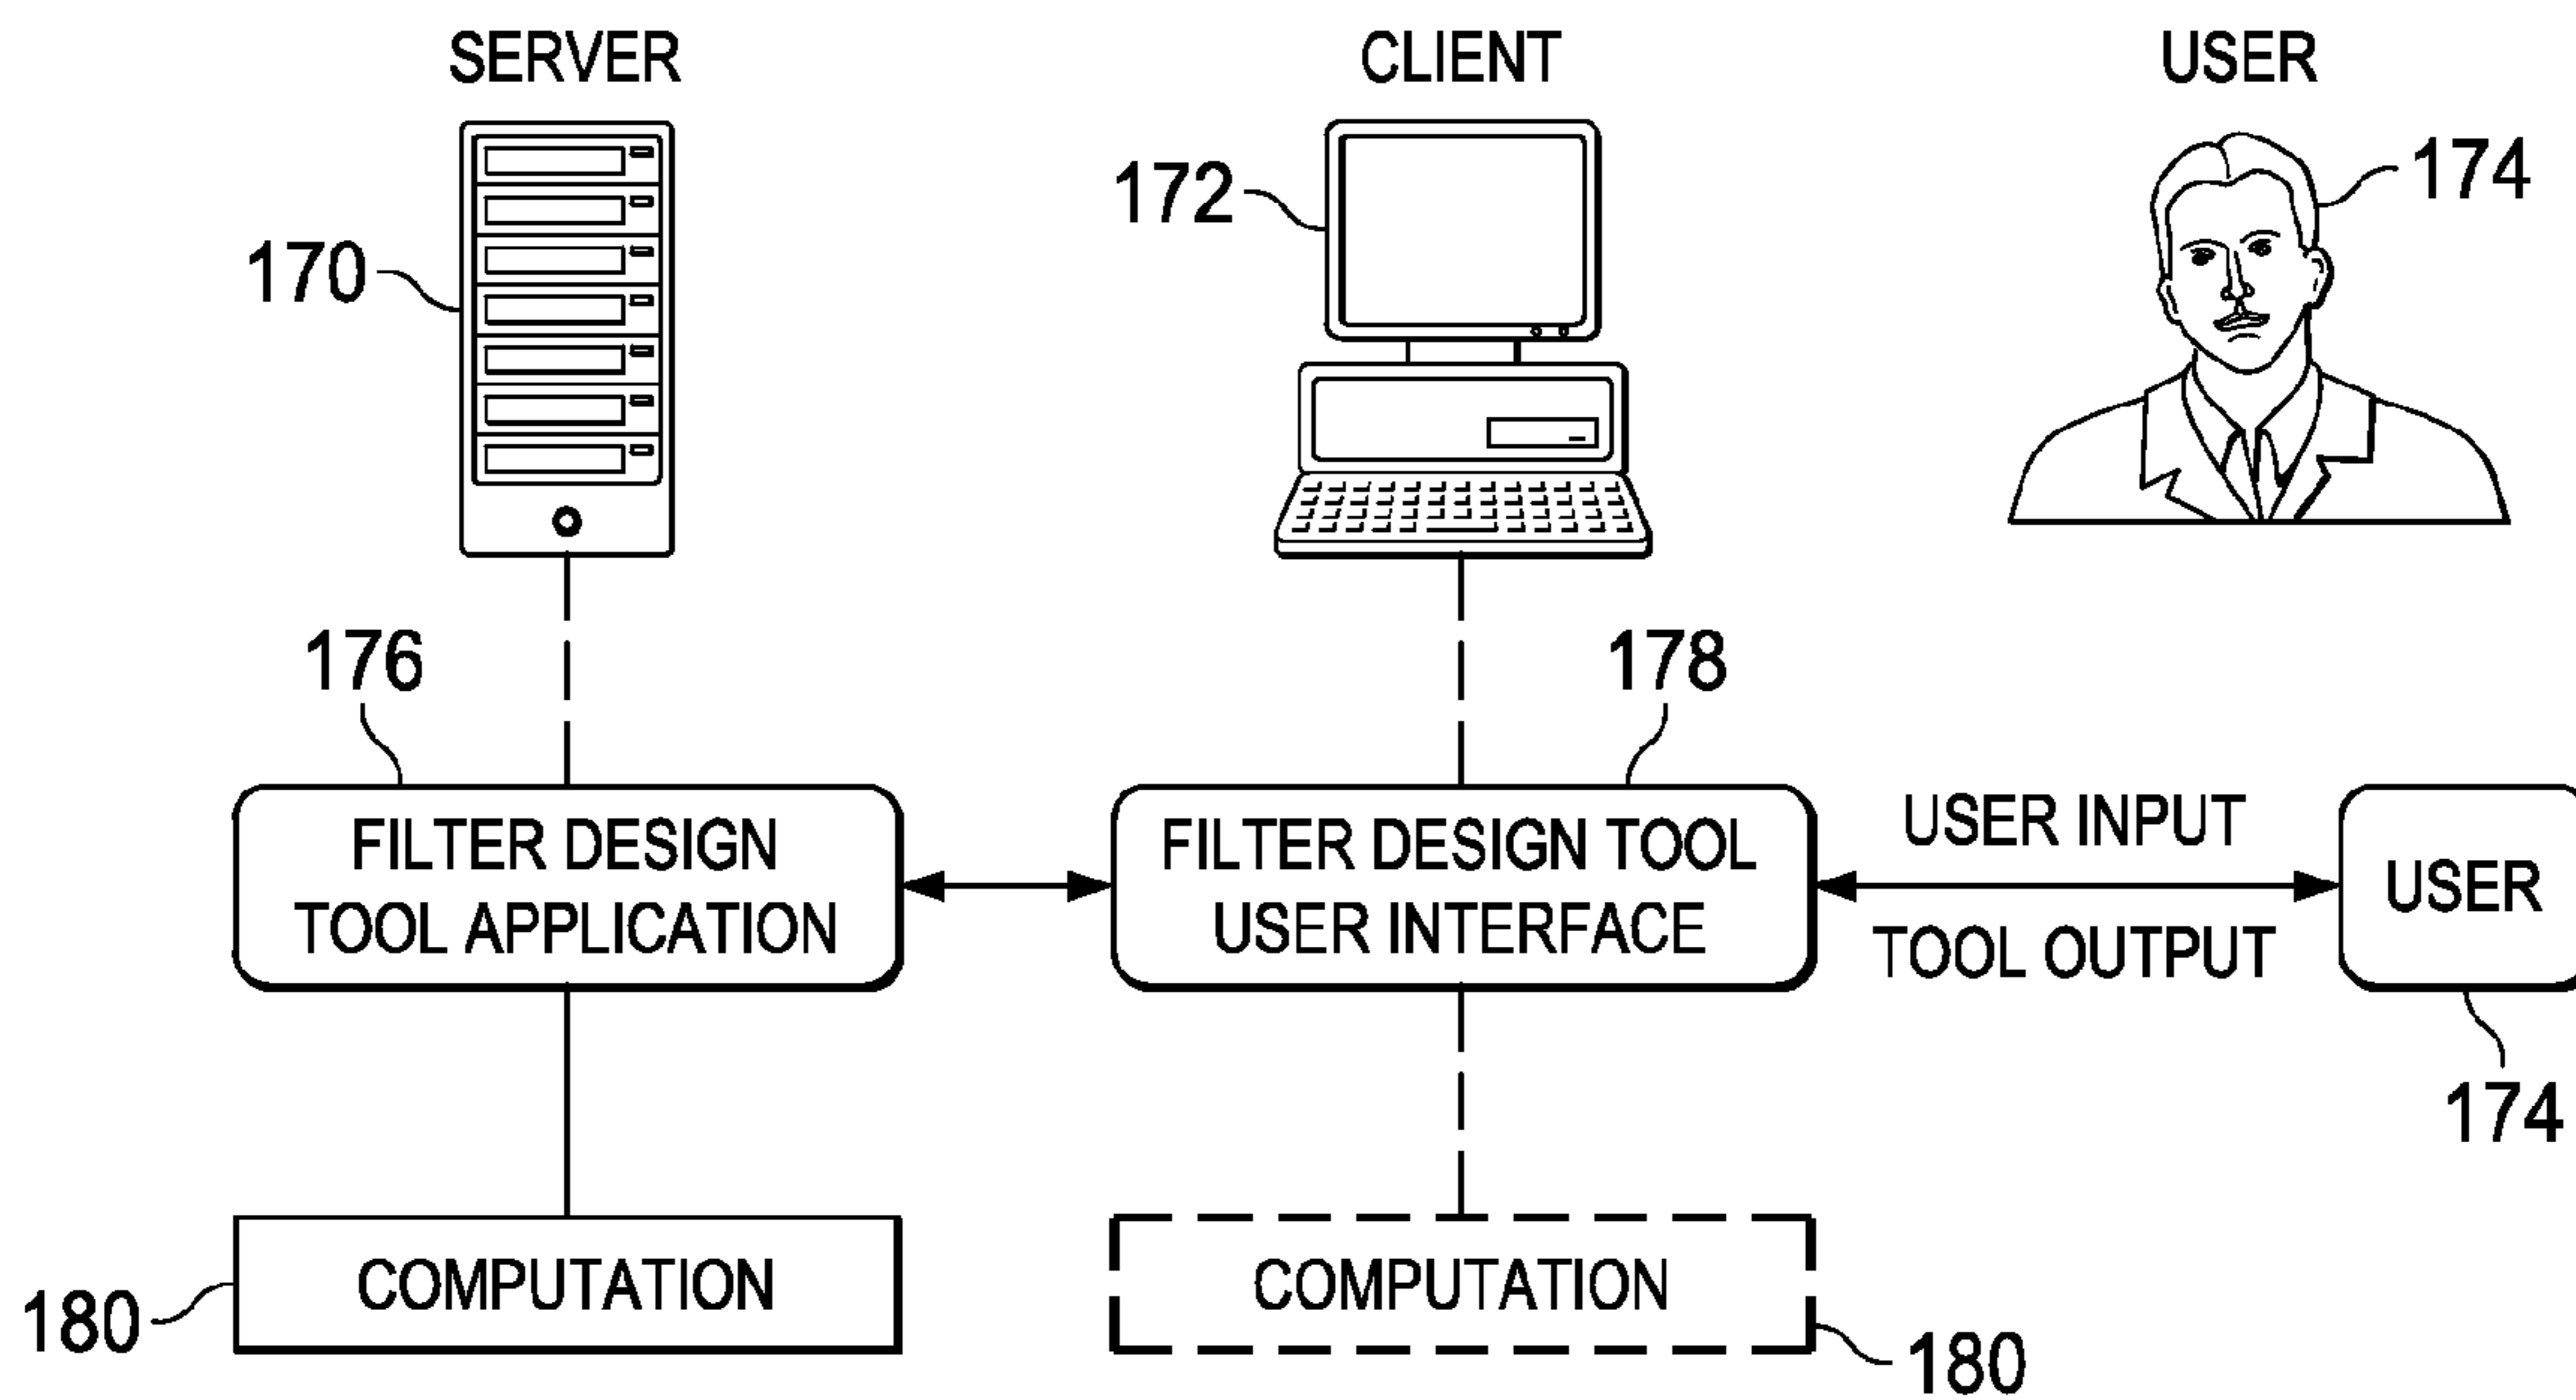 SERVER
CLIENT
USER
170
172
174
176
178
FILTER DESIGN
TOOL APPLICATION
FILTER DESIGN TOOL
USER INTERFACE
USER INPUT
TOOL OUTPUT
USER
174
COMPUTATION
180
COMPUTATION
180